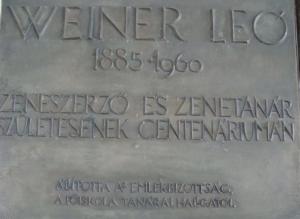 WEINER LEÓ
1885-1960
ZENESZERZŐ ÉS ZENETANÁR
SZÜLETÉSÉNEK CENTENÁRIUMÁN
ÁLLÍTOTTA AZ EMLÉKBIZOTTSÁG,
A FŐISKOLA TANÁRAI, HALLGATÓI.